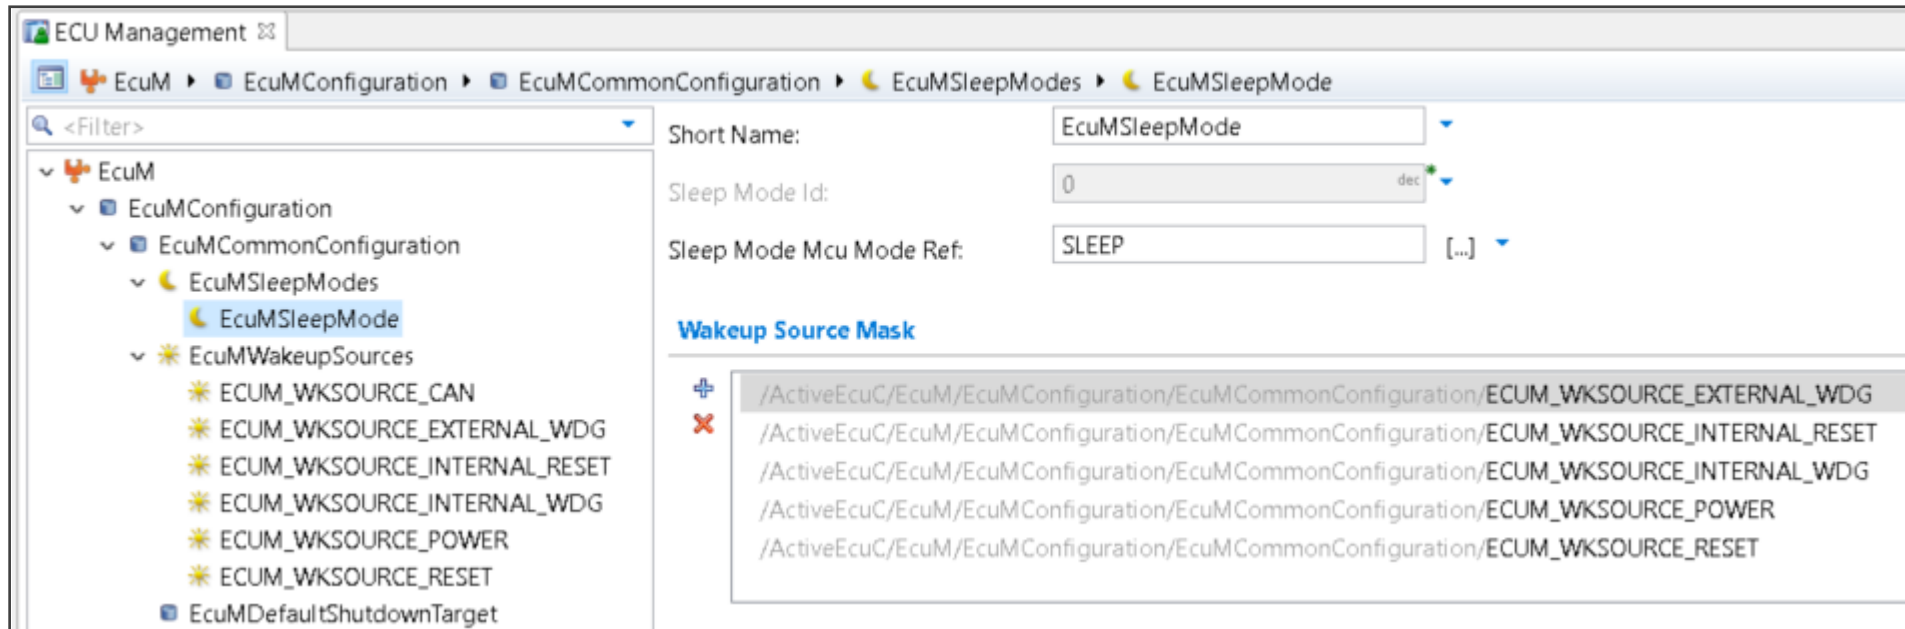 ECU Management
EcuM ▸ EcuMConfiguration ▸ EcuMCommonConfiguration ▸ EcuMSleepModes ▸ EcuMSleepMode
<Filter>
EcuM
EcuMConfiguration
EcuMCommonConfiguration
EcuMSleepModes
EcuMSleepMode
EcuMWakeupSources
ECUM_WKSOURCE_CAN
ECUM_WKSOURCE_EXTERNAL_WDG
ECUM_WKSOURCE_INTERNAL_RESET
ECUM_WKSOURCE_INTERNAL_WDG
ECUM_WKSOURCE_POWER
ECUM_WKSOURCE_RESET
EcuMDefaultShutdownTarget
Short Name: EcuMSleepMode
Sleep Mode Id: 0 dec
Sleep Mode Mcu Mode Ref: SLEEP [...]
Wakeup Source Mask
/ActiveEcuC/EcuM/EcuMConfiguration/EcuMCommonConfiguration/ECUM_WKSOURCE_EXTERNAL_WDG
/ActiveEcuC/EcuM/EcuMConfiguration/EcuMCommonConfiguration/ECUM_WKSOURCE_INTERNAL_RESET
/ActiveEcuC/EcuM/EcuMConfiguration/EcuMCommonConfiguration/ECUM_WKSOURCE_INTERNAL_WDG
/ActiveEcuC/EcuM/EcuMConfiguration/EcuMCommonConfiguration/ECUM_WKSOURCE_POWER
/ActiveEcuC/EcuM/EcuMConfiguration/EcuMCommonConfiguration/ECUM_WKSOURCE_RESET